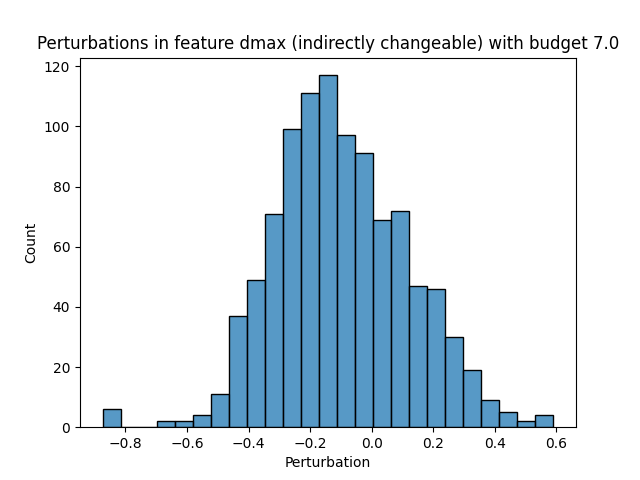 Perturbations in feature dmax (indirectly changeable) with budget 7.0
120
100
80
60
40
20
0
Count
−0.8 −0.6 −0.4 −0.2 0.0 0.2 0.4 0.6
Perturbation